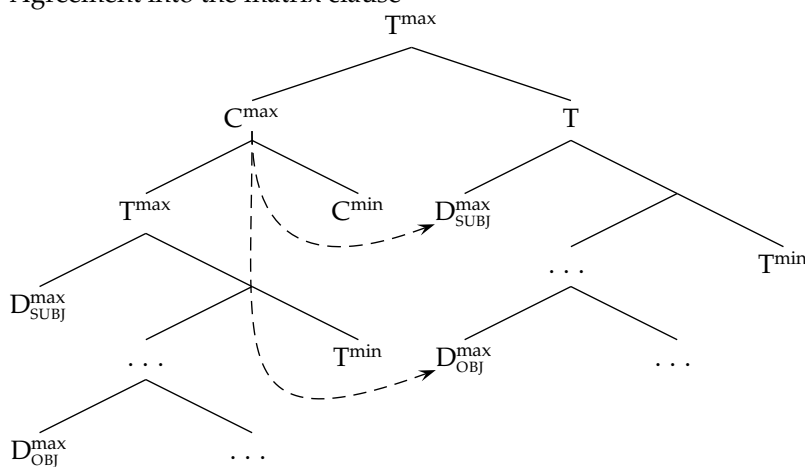 Agreement into the matrix clause
Tmax
Cmax T
Tmax Cmin DmaxSUBJ
. . . Tmin
DmaxSUBJ
. . . Tmin DmaxOBJ . . .
DmaxOBJ . . .